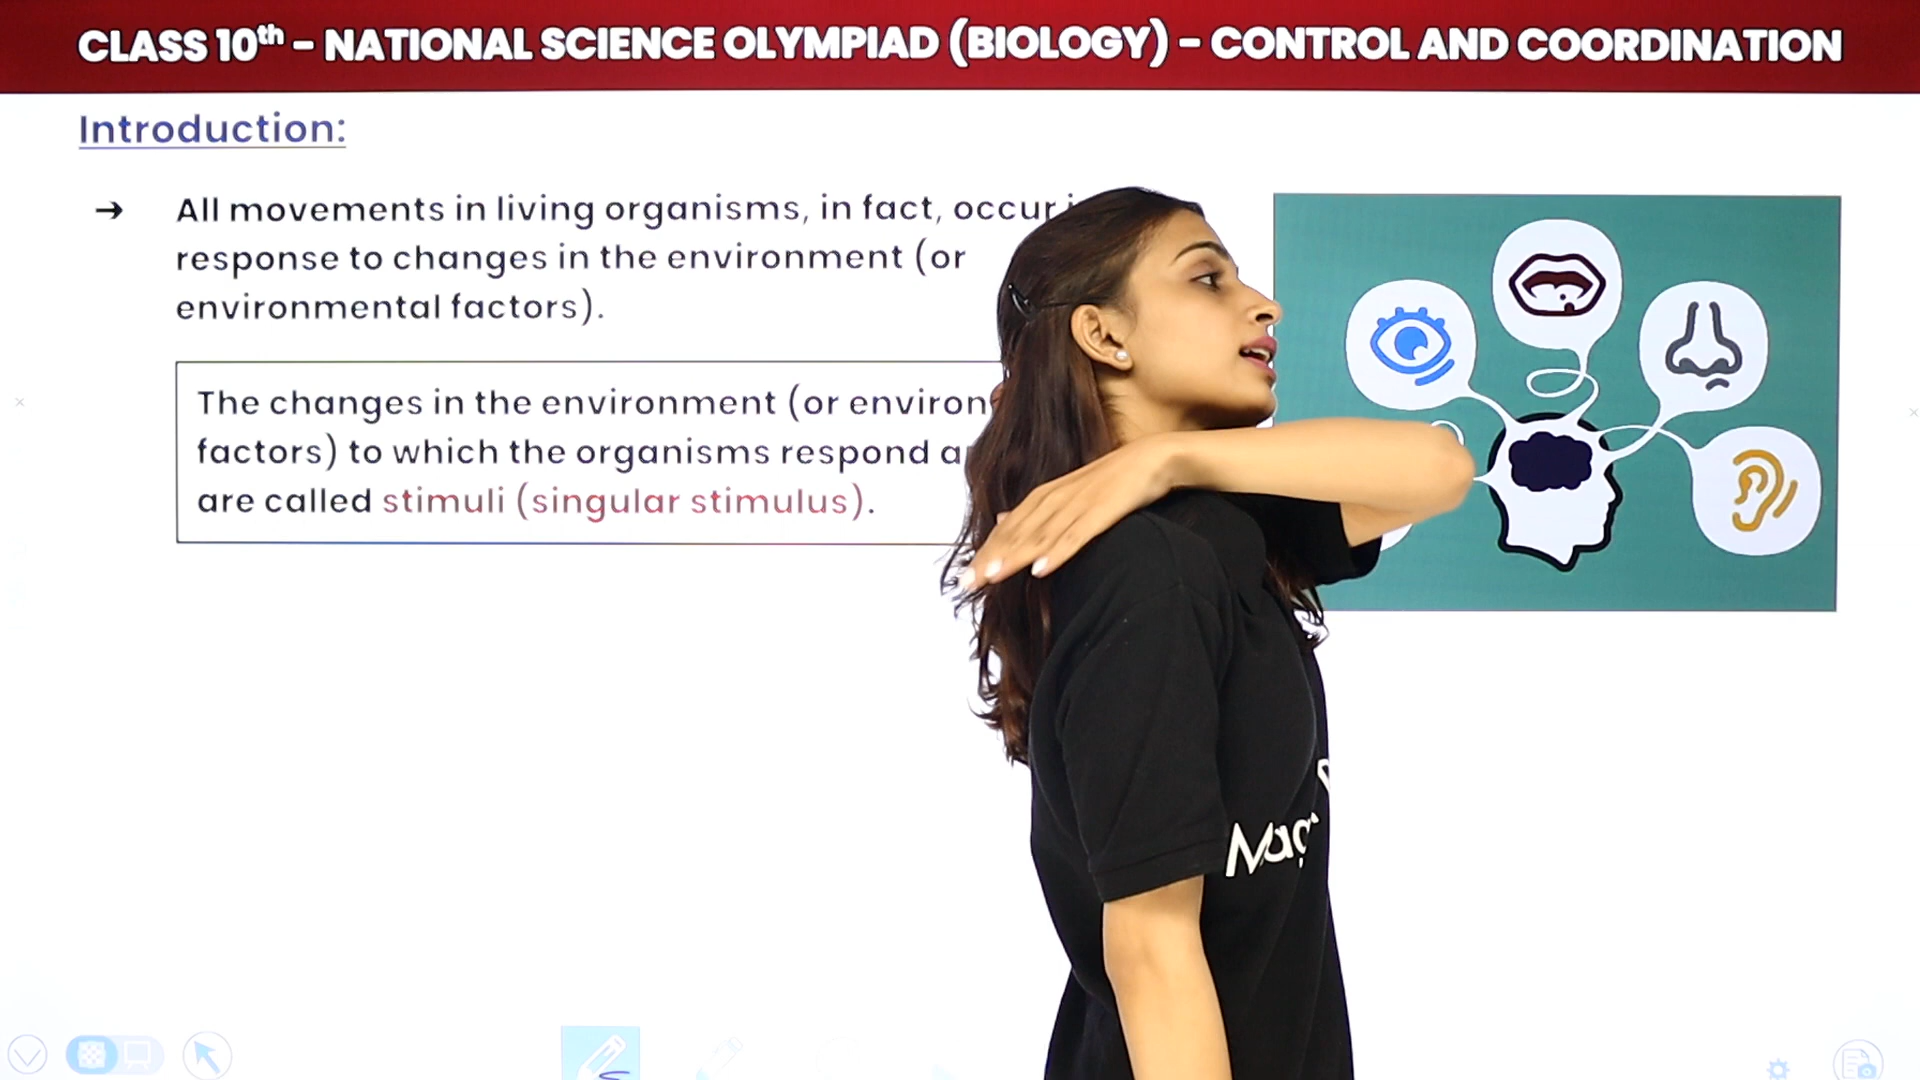 CLASS 10th - NATIONAL SCIENCE OLYMPIAD (BIOLOGY) - CONTROL AND COORDINATION
Introduction:
→ All movements in living organisms, in fact, occur
response to changes in the environment (or
environmental factors).
The changes in the environment (or
factors) to which the organisms respond
are called stimuli (singular stimulus).